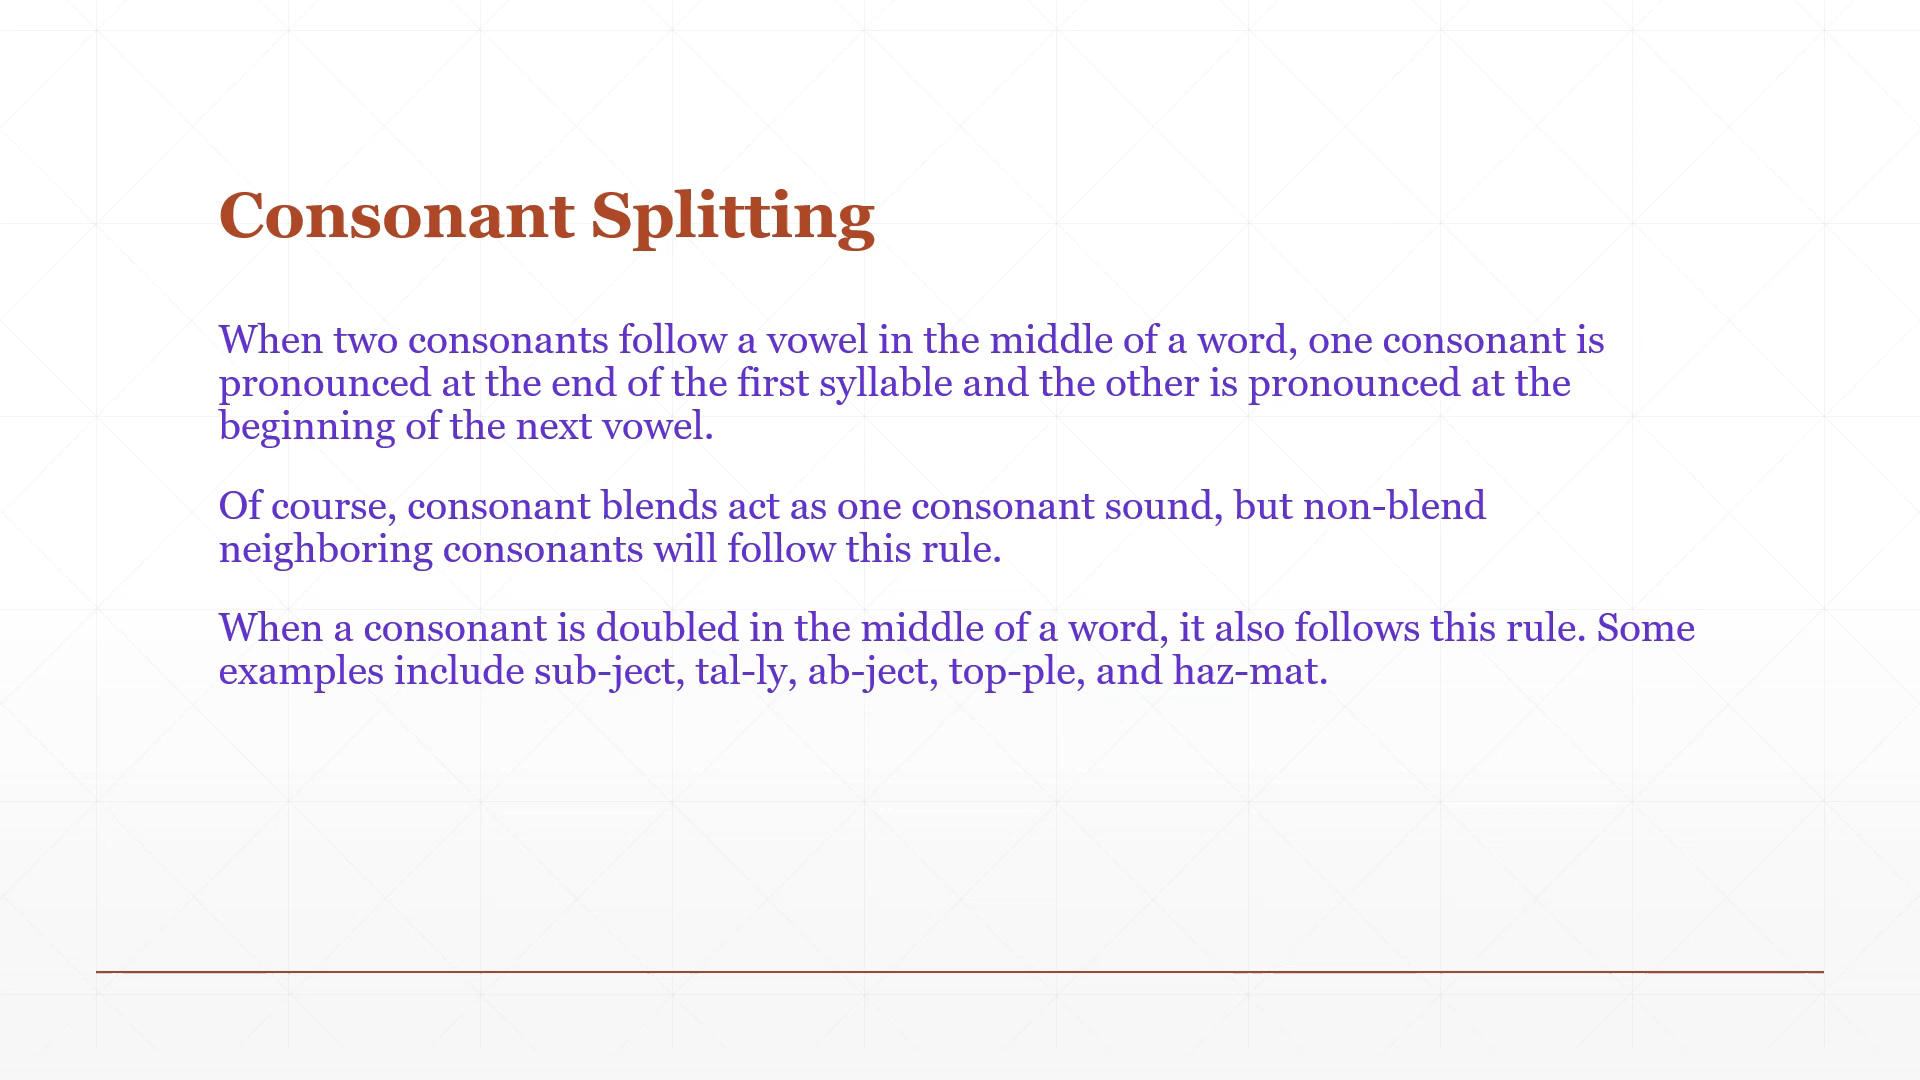 Consonant Splitting
When two consonants follow a vowel in the middle of a word, one consonant is
pronounced at the end of the first syllable and the other is pronounced at the
beginning of the next vowel.
Of course, consonant blends act as one consonant sound, but non-blend
neighboring consonants will follow this rule.
When a consonant is doubled in the middle of a word, it also follows this rule. Some
examples include sub-ject, tal-ly, ab-ject, top-ple, and haz-mat.